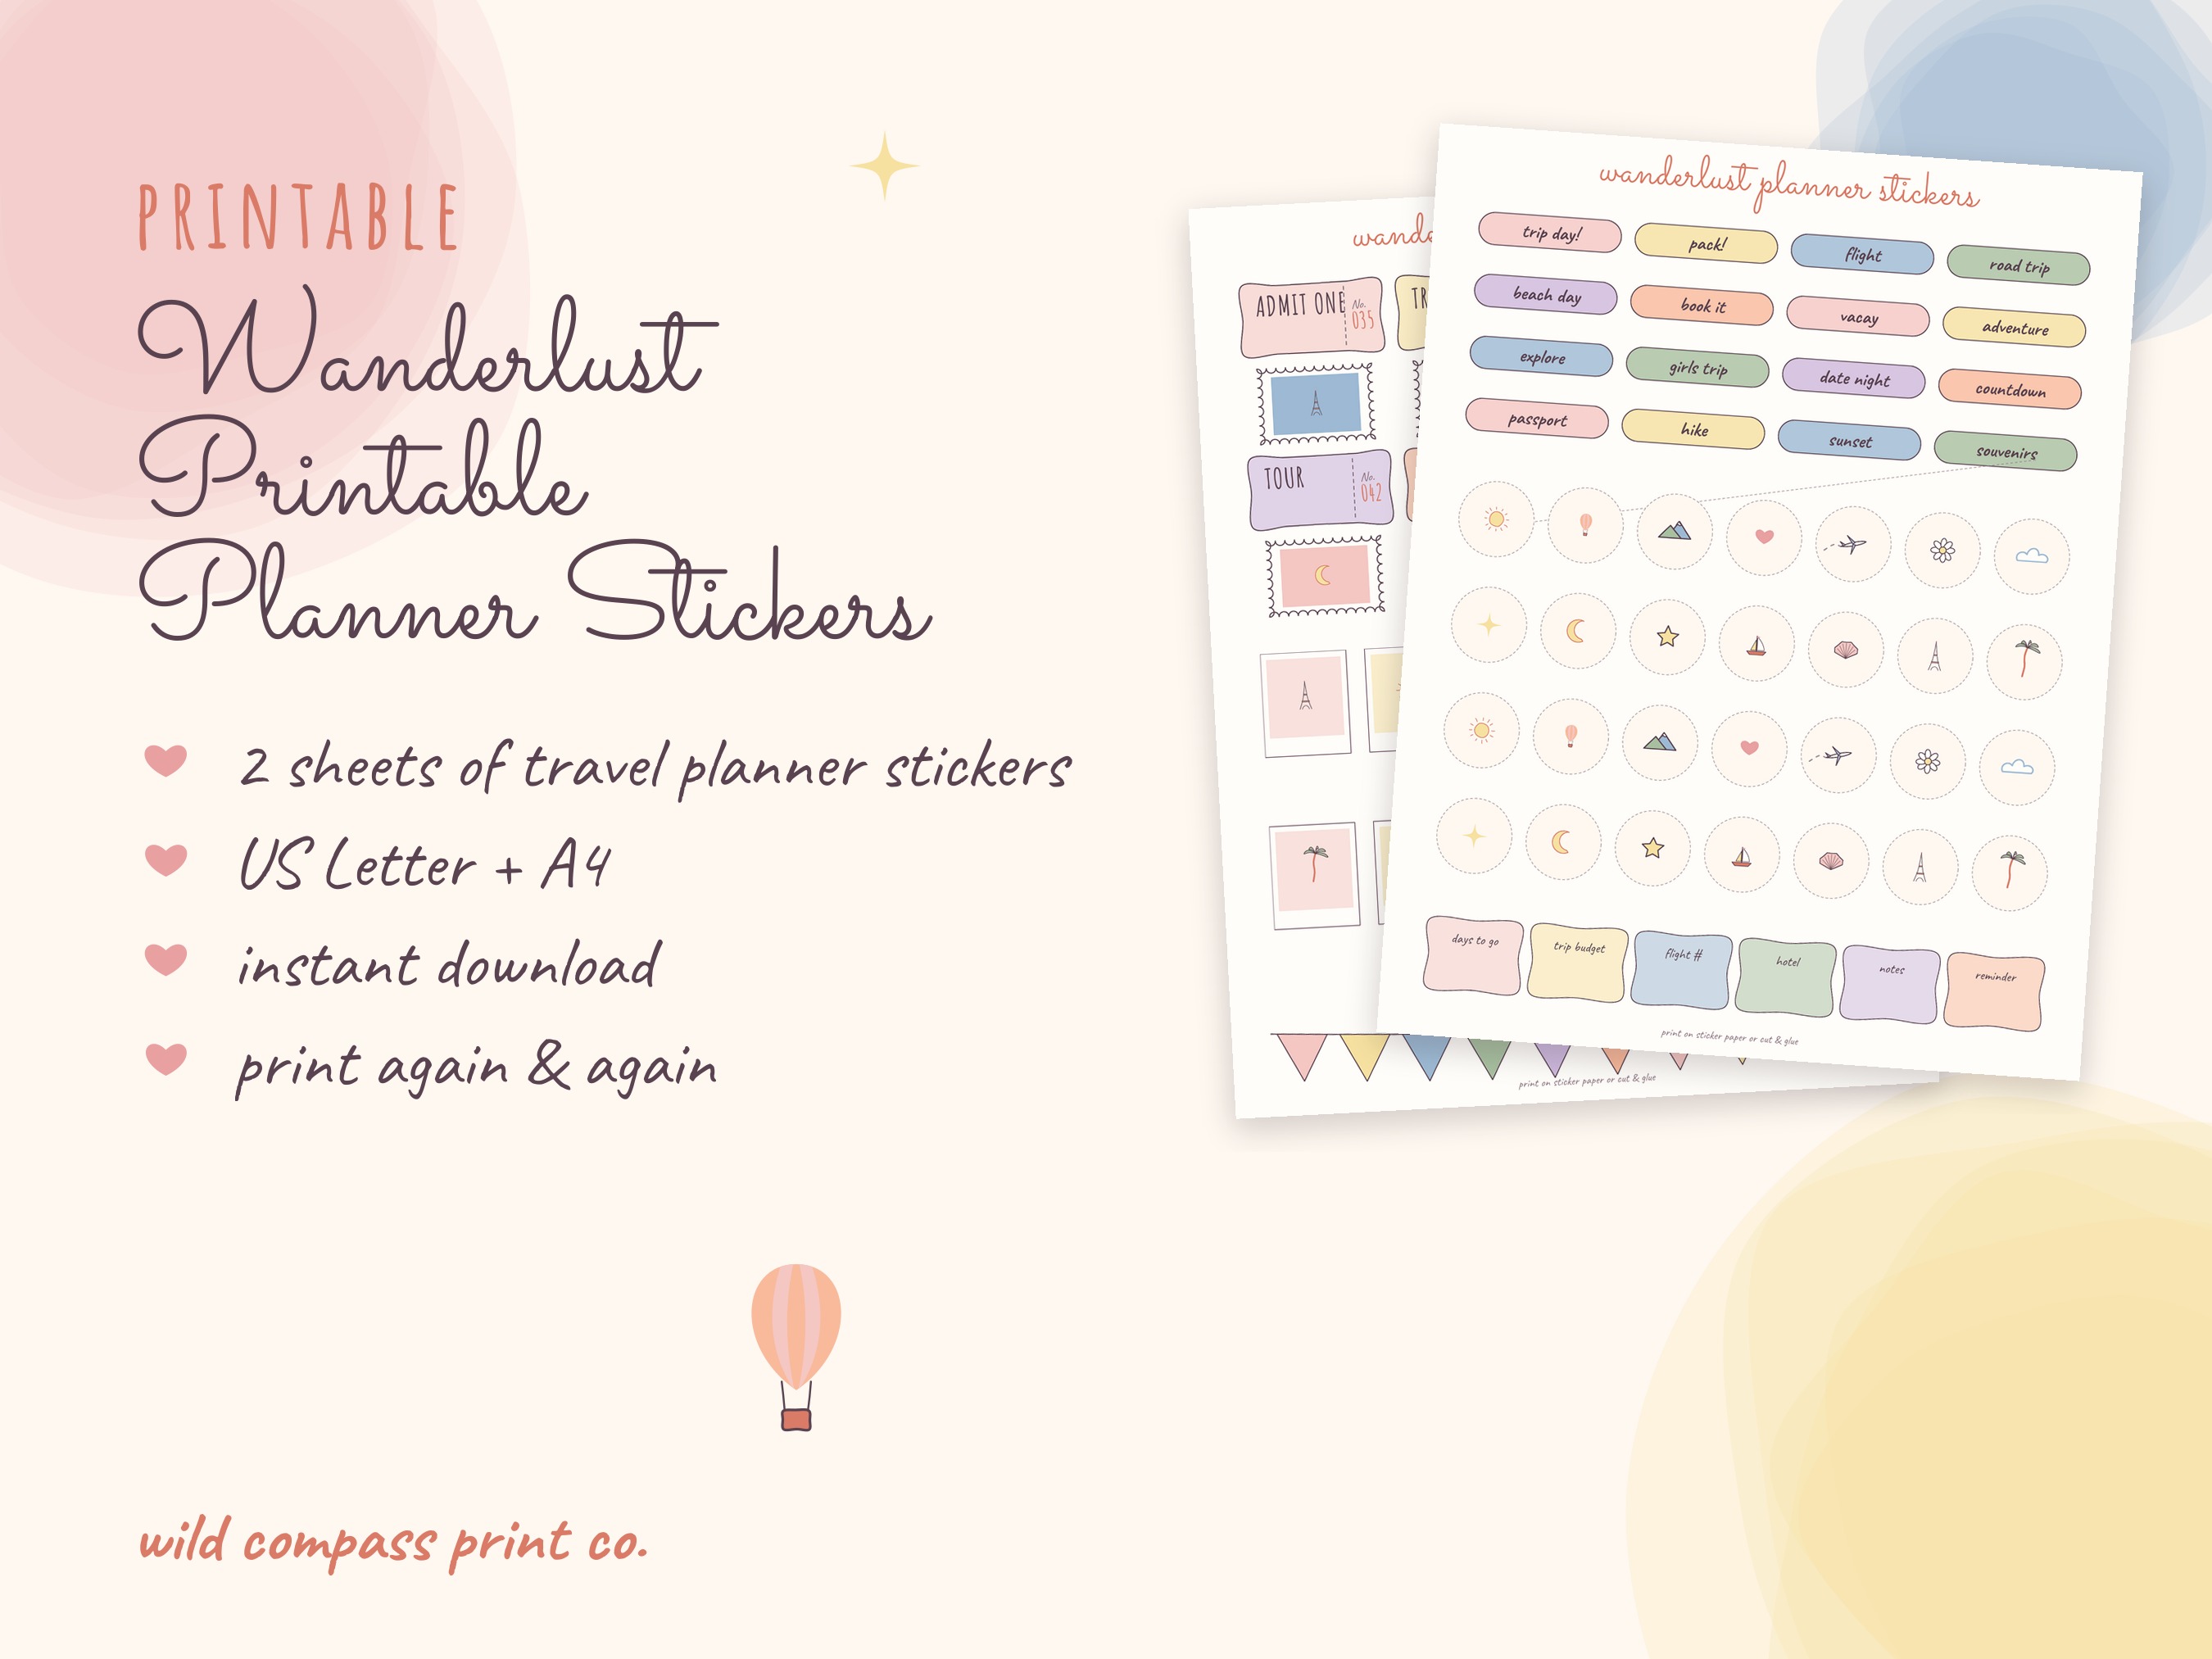 PRINTABLE
Wanderlust
Printable
Planner Stickers
2 sheets of travel planner stickers
US Letter + A4
instant download
print again & again
wild compass print co.
wande
ADMIT ONE No. 035
TR
TOUR No. 042
print on sticker paper or cut & glue
wanderlust planner stickers
trip day! pack! flight road trip
beach day book it vacay adventure
explore girls trip date night countdown
passport hike sunset souvenirs
days to go trip budget flight # hotel notes reminder
print on sticker paper or cut & glue